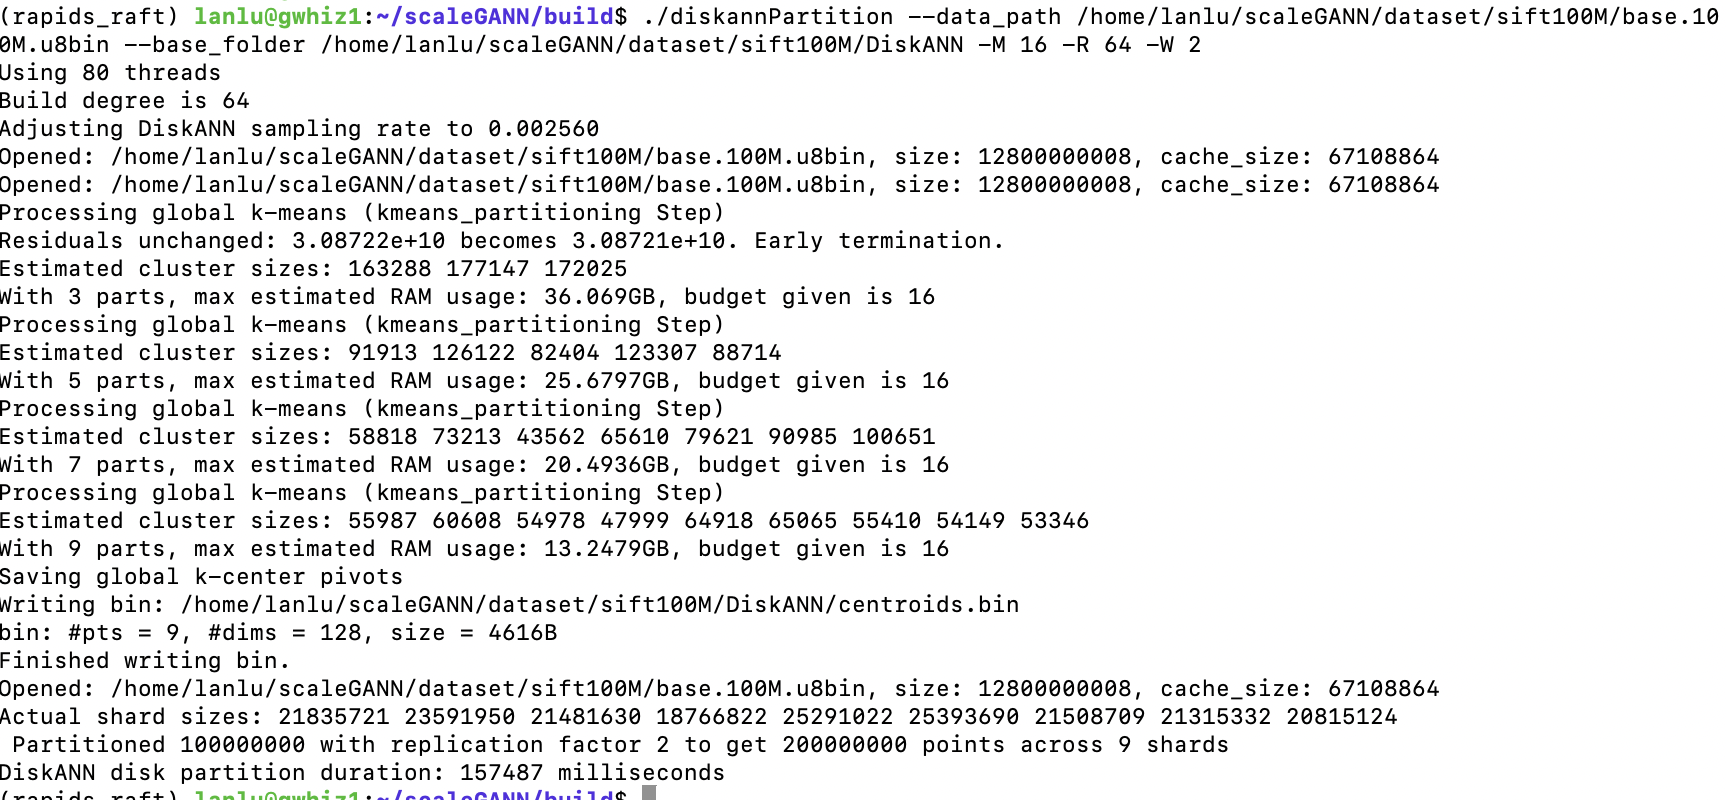 (rapids_raft) lanlu@gwhiz1:~/scaleGANN/build$ ./diskannPartition --data_path /home/lanlu/scaleGANN/dataset/sift100M/base.10
0M.u8bin --base_folder /home/lanlu/scaleGANN/dataset/sift100M/DiskANN -M 16 -R 64 -W 2
Using 80 threads
Build degree is 64
Adjusting DiskANN sampling rate to 0.002560
Opened: /home/lanlu/scaleGANN/dataset/sift100M/base.100M.u8bin, size: 12800000008, cache_size: 67108864
Opened: /home/lanlu/scaleGANN/dataset/sift100M/base.100M.u8bin, size: 12800000008, cache_size: 67108864
Processing global k-means (kmeans_partitioning Step)
Residuals unchanged: 3.08722e+10 becomes 3.08721e+10. Early termination.
Estimated cluster sizes: 163288 177147 172025
With 3 parts, max estimated RAM usage: 36.069GB, budget given is 16
Processing global k-means (kmeans_partitioning Step)
Estimated cluster sizes: 91913 126122 82404 123307 88714
With 5 parts, max estimated RAM usage: 25.6797GB, budget given is 16
Processing global k-means (kmeans_partitioning Step)
Estimated cluster sizes: 58818 73213 43562 65610 79621 90985 100651
With 7 parts, max estimated RAM usage: 20.4936GB, budget given is 16
Processing global k-means (kmeans_partitioning Step)
Estimated cluster sizes: 55987 60608 54978 47999 64918 65065 55410 54149 53346
With 9 parts, max estimated RAM usage: 13.2479GB, budget given is 16
Saving global k-center pivots
Writing bin: /home/lanlu/scaleGANN/dataset/sift100M/DiskANN/centroids.bin
bin: #pts = 9, #dims = 128, size = 4616B
Finished writing bin.
Opened: /home/lanlu/scaleGANN/dataset/sift100M/base.100M.u8bin, size: 12800000008, cache_size: 67108864
Actual shard sizes: 21835721 23591950 21481630 18766822 25291022 25393690 21508709 21315332 20815124
 Partitioned 100000000 with replication factor 2 to get 200000000 points across 9 shards
DiskANN disk partition duration: 157487 milliseconds
(rapids_raft) lanlu@gwhiz1:~/scaleGANN/build$